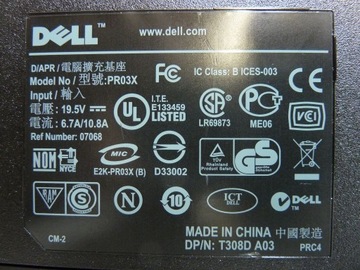 DELL™ www.dell.com
D/APR / 電腦擴充基座
Model No / 型號: PR03X
Input / 輸入
電壓: 19.5V
電流: 6.7A/10.8A
Ref Number 07068
FC
IC Class: B ICES-003
UL LISTED
I.T.E.
E133459
LR69873
ME06
VCI
NOM NYCE
MIC
E2K-PR03X (B)
D33002
TÜV
Rheinland
Product Safety
GS
RAM
N
10
ICT
DELL
MADE IN CHINA 中國製造
CM-2
DP/N: T308D A03
PRC4